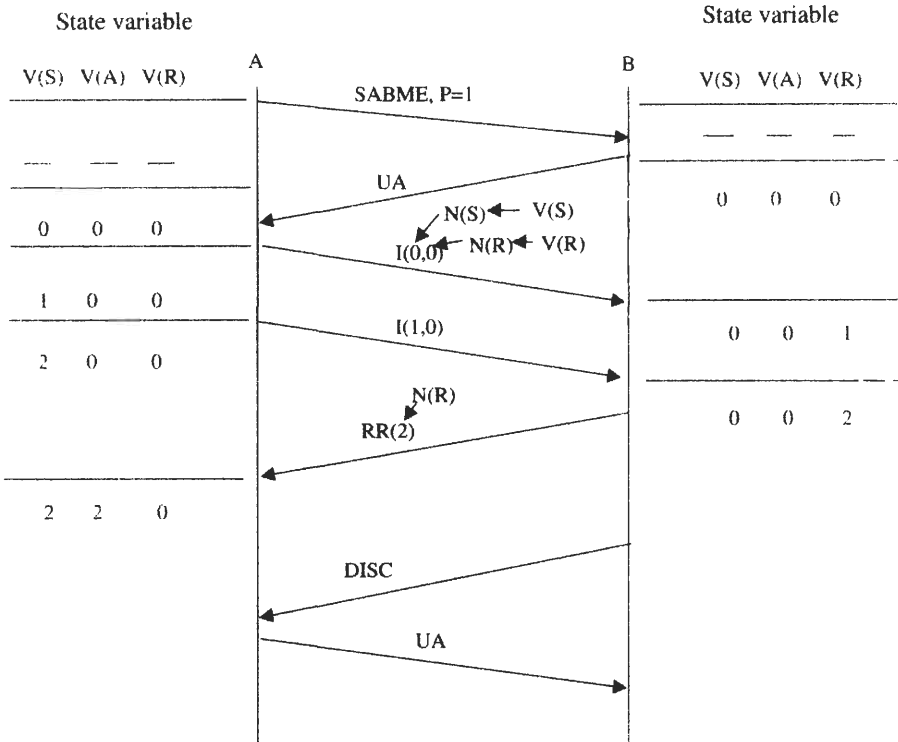 State variable
State variable
V(S) V(A) V(R)
A
B
V(S) V(A) V(R)
SABME, P=1
— — —
— — —
UA
0 0 0
N(S) V(S)
0 0 0
I(0,0) N(R) V(R)
1 0 0
I(1,0)
0 0 1
2 0 0
N(R)
0 0 2
RR(2)
2 2 0
DISC
UA